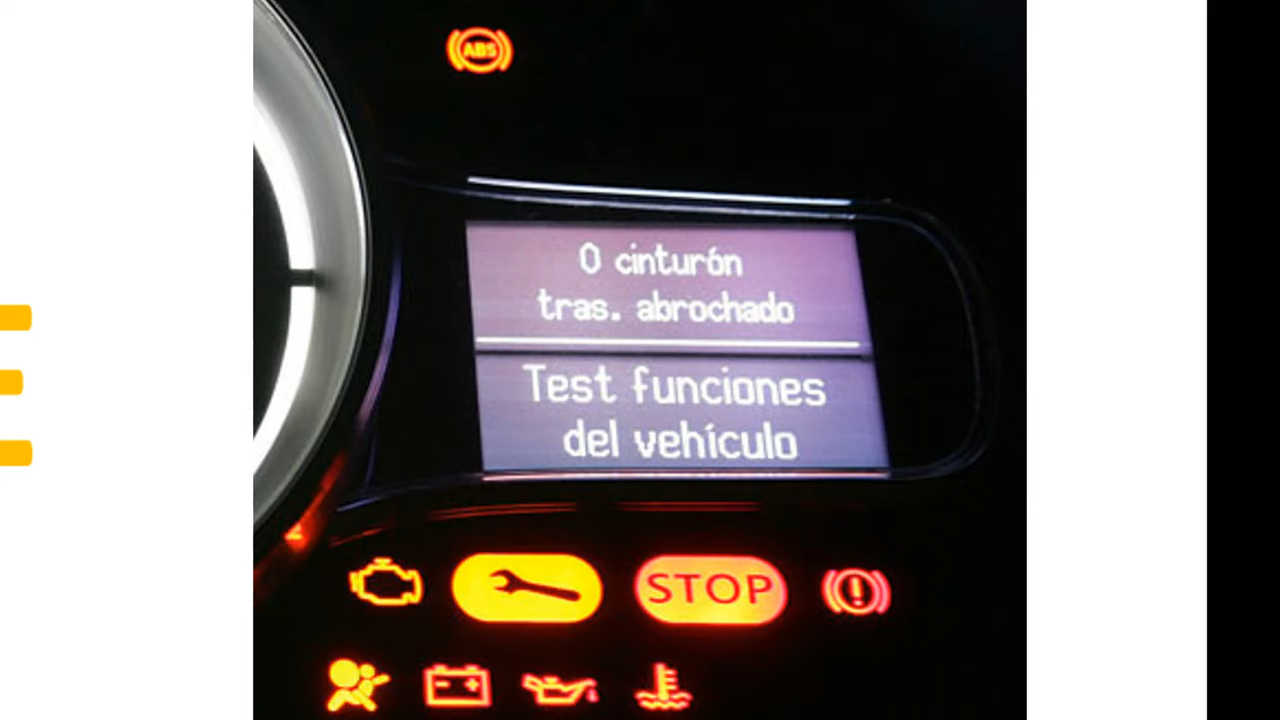 ABS
0 cinturón
tras. abrochado
Test funciones
del vehículo
STOP